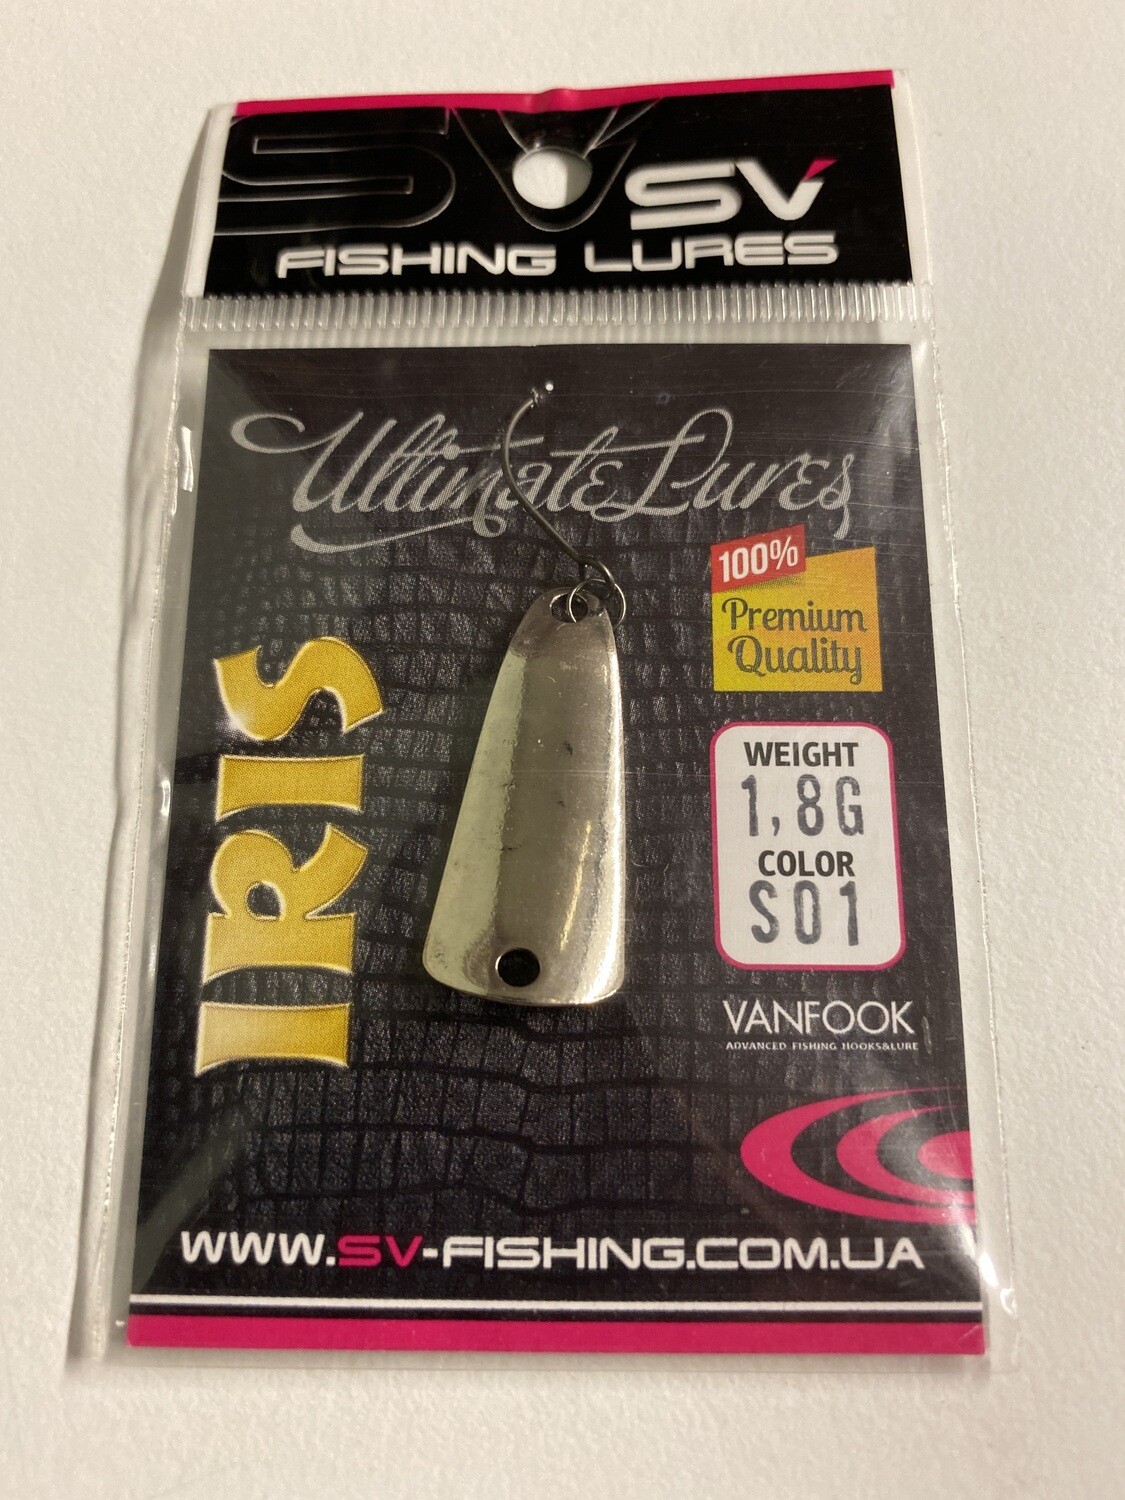 SV
SV
FISHING LURES
Ultimate Lures
100%
Premium
Quality
IRIS
WEIGHT
1,8G
COLOR
S01
VANFOOK
ADVANCED FISHING HOOKS&LURE
WWW.SV-FISHING.COM.UA